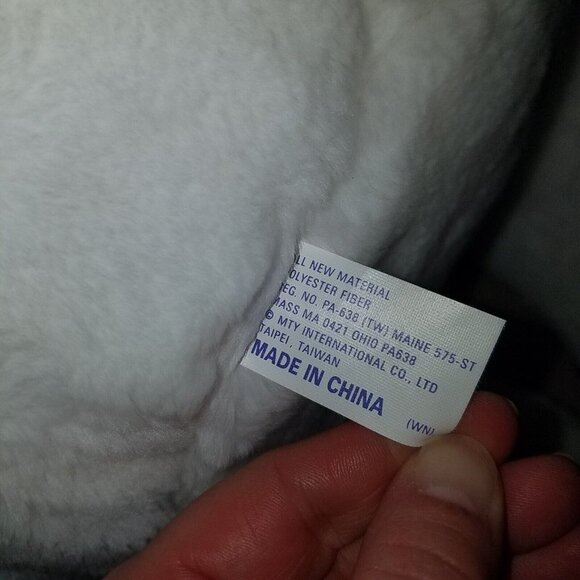 LL NEW MATERIAL
OLYESTER FIBER
EG. NO. PA-638 (TW) MAINE 575-ST
MASS MA 0421 OHIO PA638
© MTY INTERNATIONAL CO., LTD
TAIPEI, TAIWAN
MADE IN CHINA
(WN)